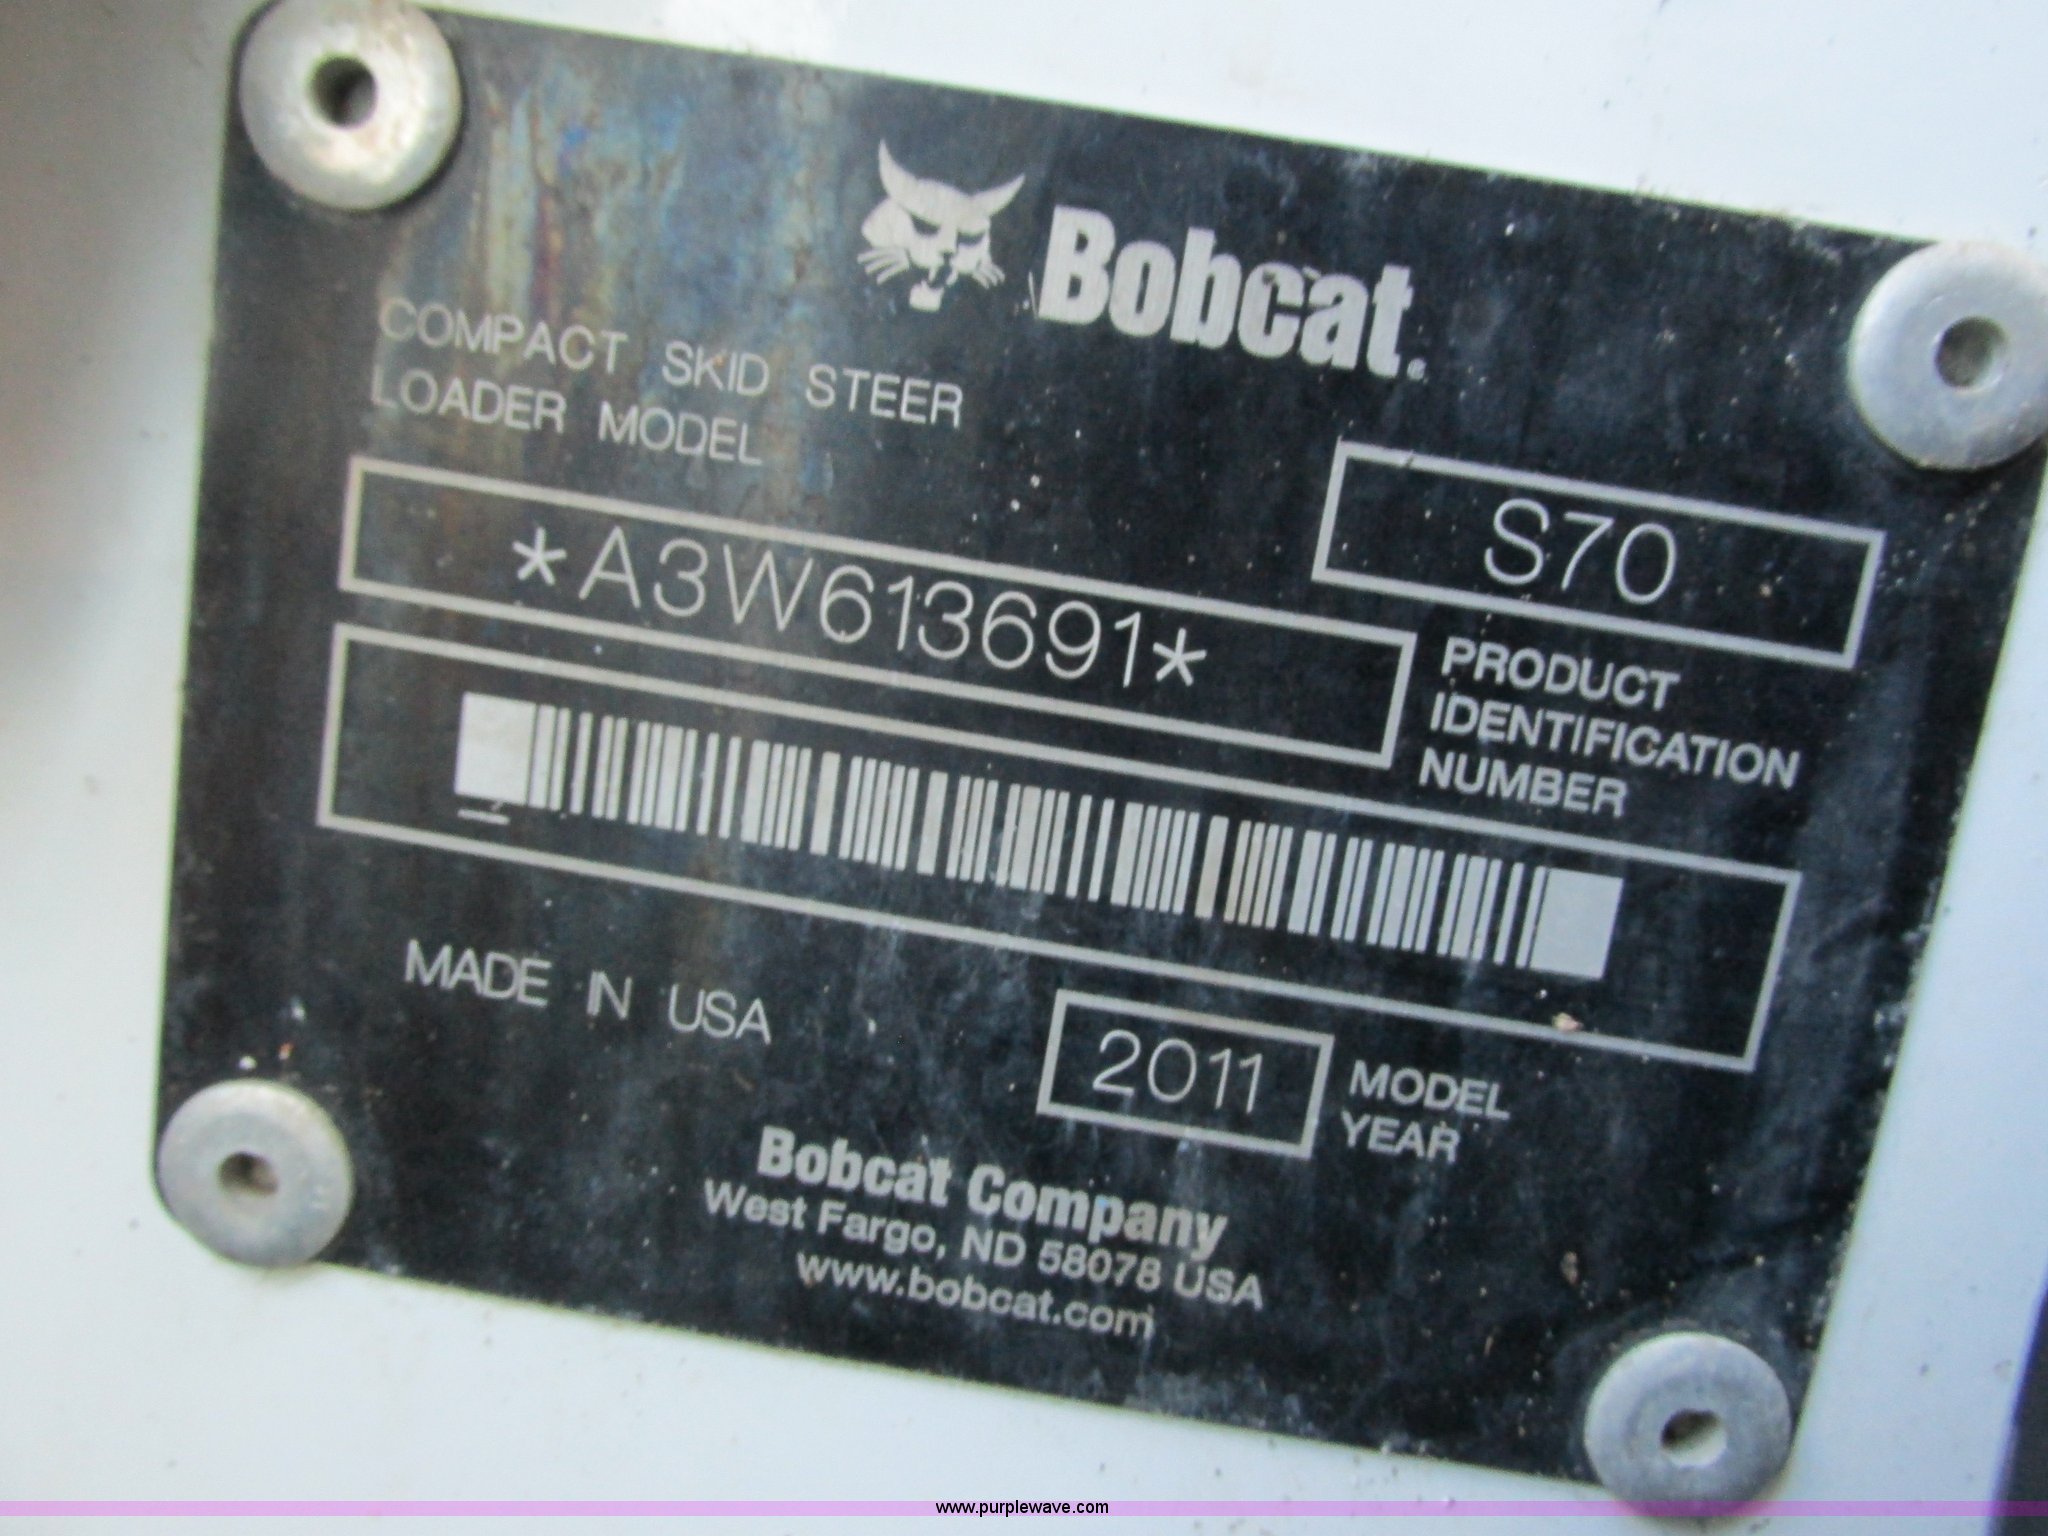 Bobcat.
COMPACT SKID STEER
LOADER MODEL
S70
*A3W613691*
PRODUCT
IDENTIFICATION
NUMBER
MADE IN USA
2011
MODEL
YEAR
Bobcat Company
West Fargo, ND 58078 USA
www.bobcat.com
www.purplewave.com